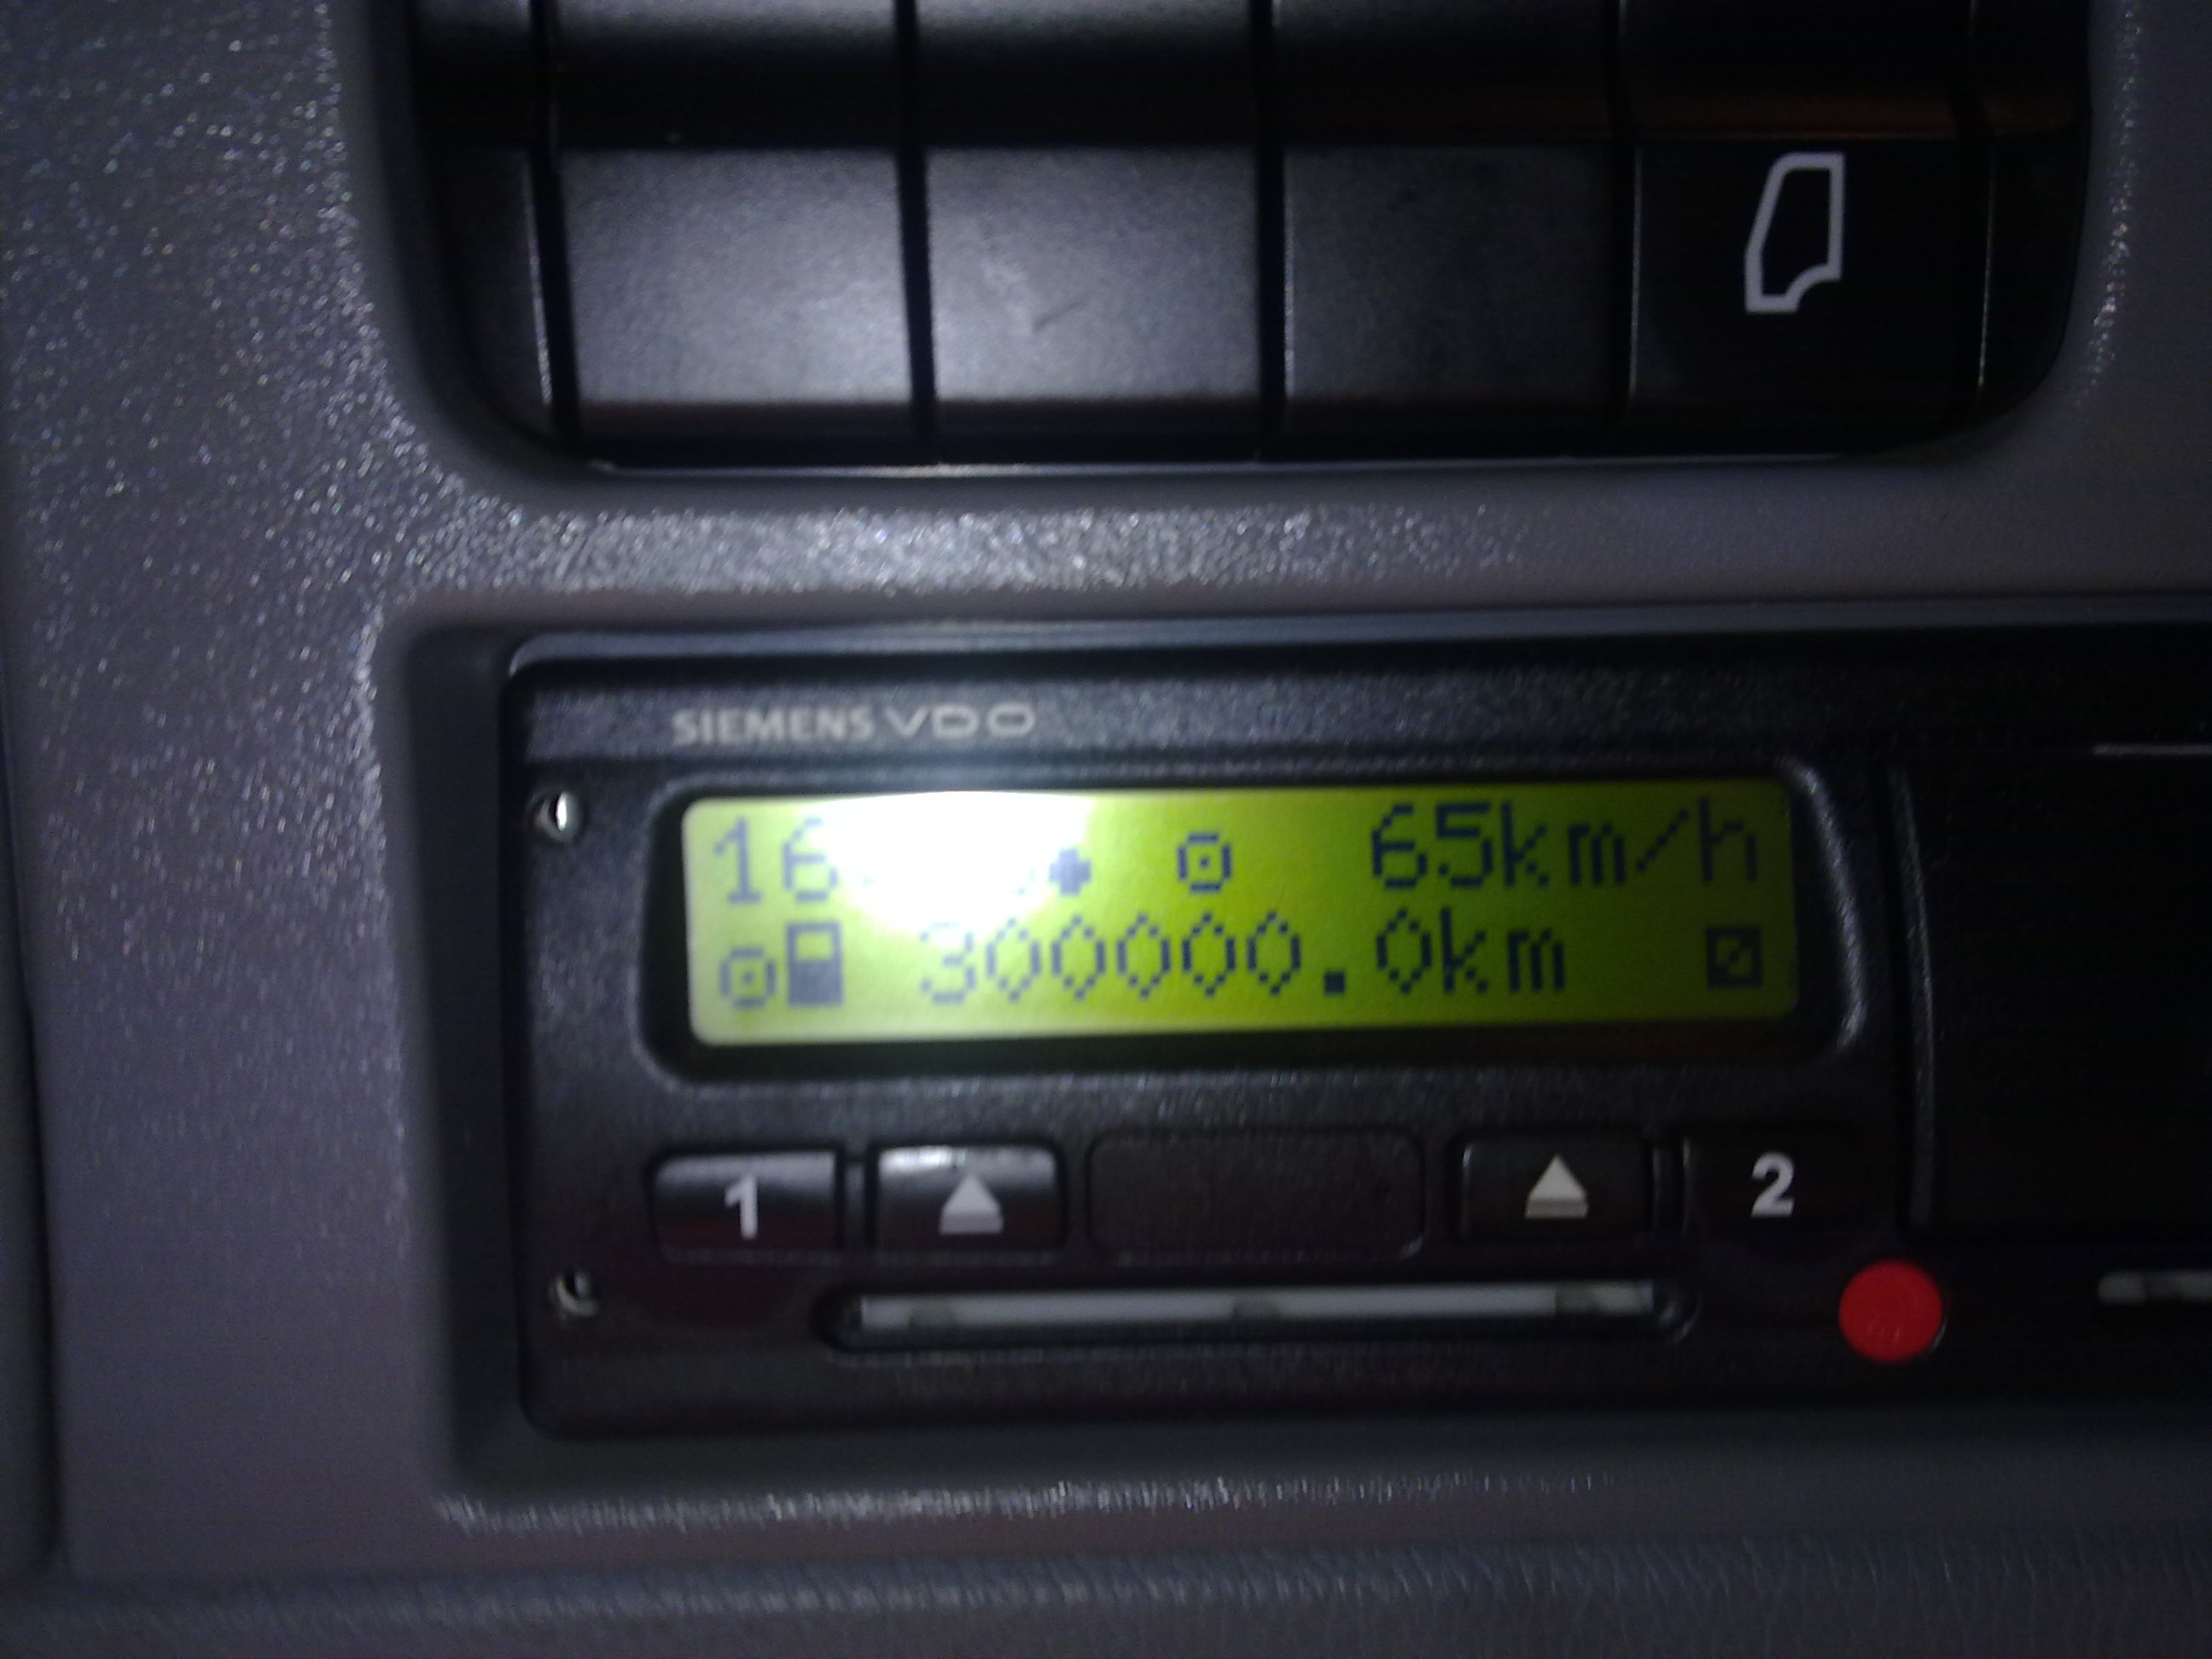 SIEMENS VDO
65km/h
300000.0km
1
2